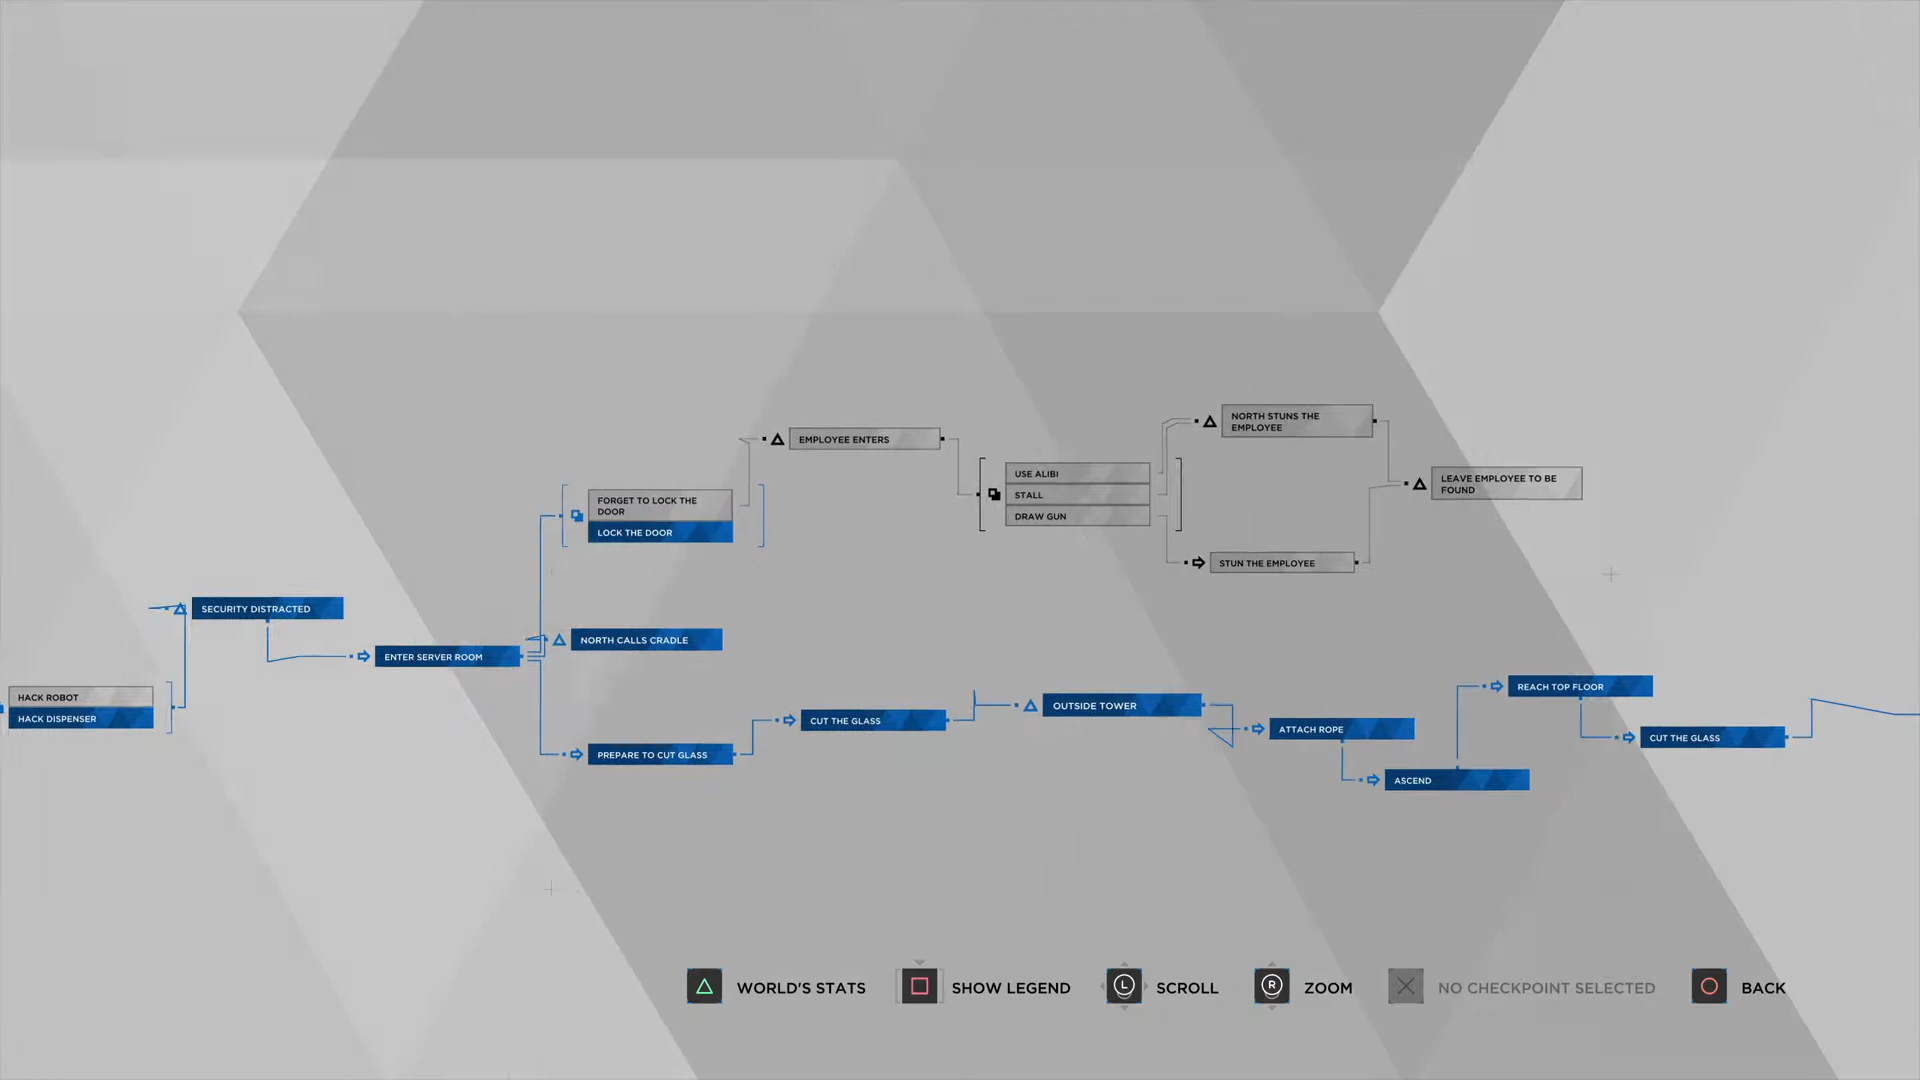 NORTH STUNS THE
EMPLOYEE
EMPLOYEE ENTERS
USE ALIBI
STALL
DRAW GUN
LEAVE EMPLOYEE TO BE
FOUND
FORGET TO LOCK THE
DOOR
LOCK THE DOOR
STUN THE EMPLOYEE
SECURITY DISTRACTED
NORTH CALLS CRADLE
ENTER SERVER ROOM
HACK ROBOT
HACK DISPENSER
REACH TOP FLOOR
OUTSIDE TOWER
CUT THE GLASS
ATTACH ROPE
CUT THE GLASS
PREPARE TO CUT GLASS
ASCEND
WORLD'S STATS
SHOW LEGEND
L
SCROLL
R
ZOOM
NO CHECKPOINT SELECTED
BACK